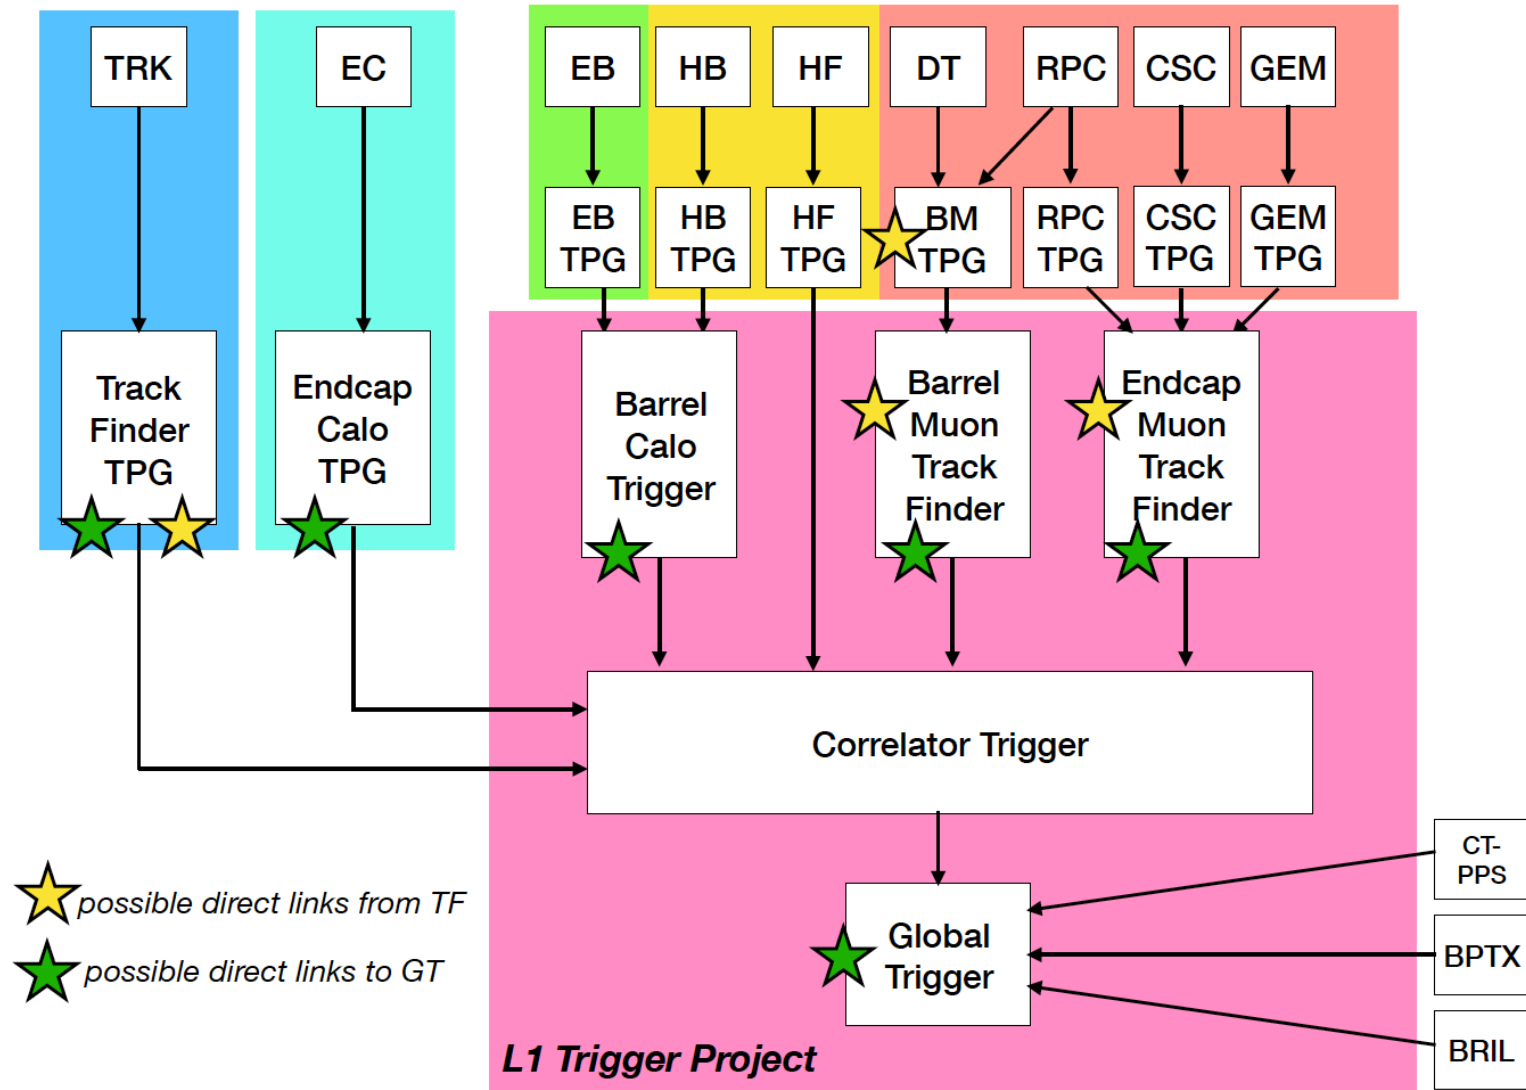 TRK
EC
EB
HB
HF
DT
RPC
CSC
GEM
EB
TPG
HB
TPG
HF
TPG
BM
TPG
RPC
TPG
CSC
TPG
GEM
TPG
Track
Finder
TPG
Endcap
Calo
TPG
Barrel
Calo
Trigger
Barrel
Muon
Track
Finder
Endcap
Muon
Track
Finder
Correlator Trigger
CT-
PPS
possible direct links from TF
Global
Trigger
BPTX
possible direct links to GT
BRIL
L1 Trigger Project